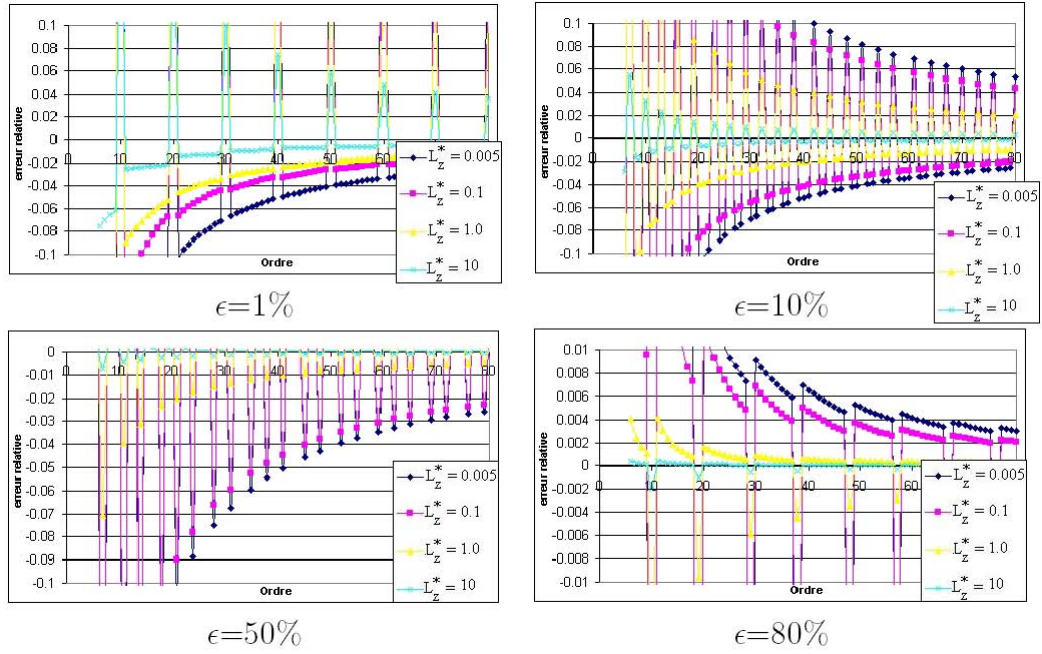 0.1
0.08
0.06
0.04
0.02
0
-0.02
-0.04
-0.06
-0.08
-0.1
erreur relative
0 10 20 30 40 50 60 70 80
Ordre
L*z = 0.005
L*z = 0.1
L*z = 1.0
L*z = 10
ϵ=1%
0.1
0.08
0.06
0.04
0.02
0
-0.02
-0.04
-0.06
-0.08
-0.1
erreur relative
0 10 20 30 40 50 60 70 80
Ordre
L*z = 0.005
L*z = 0.1
L*z = 1.0
L*z = 10
ϵ=10%
0
-0.01
-0.02
-0.03
-0.04
-0.05
-0.06
-0.07
-0.08
-0.09
-0.1
erreur relative
0 10 20 30 40 50 60 70 80
Ordre
L*z = 0.005
L*z = 0.1
L*z = 1.0
L*z = 10
ϵ=50%
0.01
0.008
0.006
0.004
0.002
0
-0.002
-0.004
-0.006
-0.008
-0.01
erreur relative
0 10 20 30 40 50 60
Ordre
L*z = 0.005
L*z = 0.1
L*z = 1.0
L*z = 10
ϵ=80%